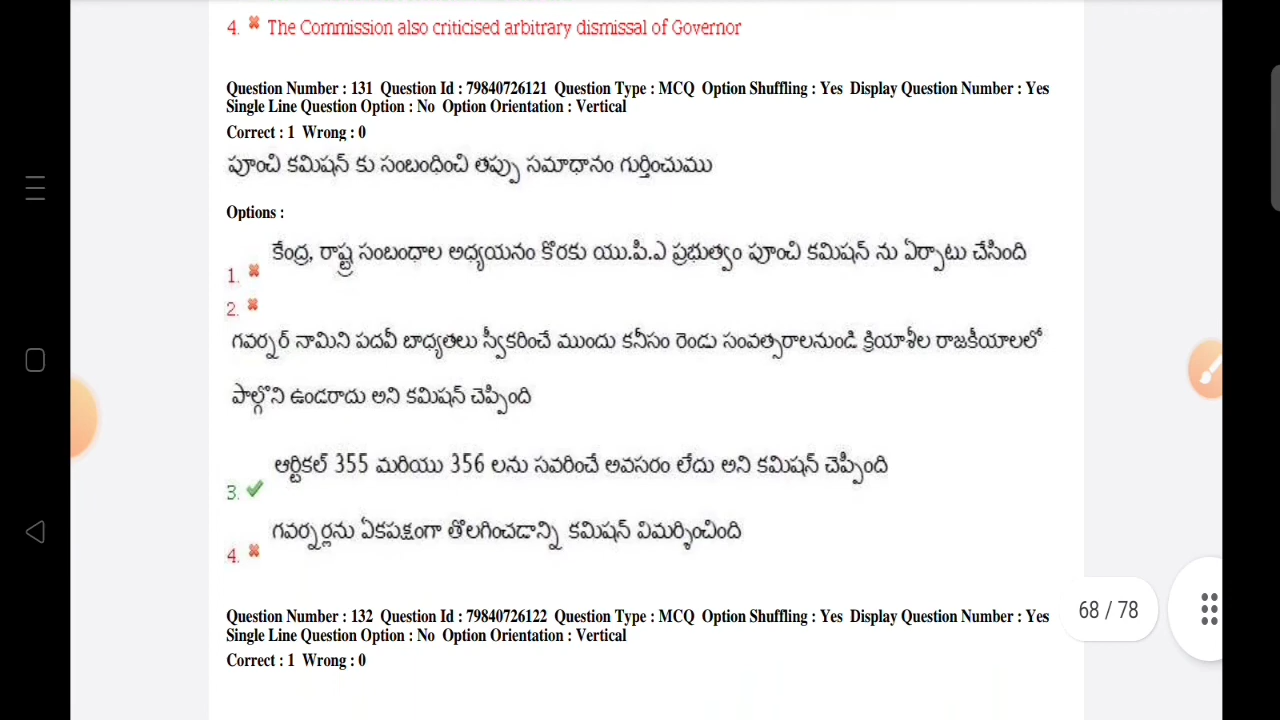 4. The Commission also criticised arbitrary dismissal of Governor
Question Number : 131 Question Id : 79840726121 Question Type : MCQ Option Shuffling : Yes Display Question Number : Yes
Single Line Question Option : No Option Orientation : Vertical
Correct : 1 Wrong : 0
పూంచి కమిషన్ కు సంబంధించి తప్పు సమాధానం గుర్తించుము
Options :
కేంద్ర, రాష్ట్ర సంబంధాల అధ్యయనం కొరకు యు.పి.ఎ ప్రభుత్వం పూంచి కమిషన్ ను ఏర్పాటు చేసింది
1.
2.
గవర్నర్ నామిని పదవీ బాధ్యతలు స్వీకరించే ముందు కనీసం రెండు సంవత్సరాలనుండి క్రియాశీల రాజకీయాలలో
పాల్గొని ఉండరాదు అని కమిషన్ చెప్పింది
ఆర్టికల్ 355 మరియు 356 లను సవరించే అవసరం లేదు అని కమిషన్ చెప్పింది
3.
గవర్నర్లను ఏకపక్షంగా తొలగించడాన్ని కమిషన్ విమర్శించింది
4.
Question Number : 132 Question Id : 79840726122 Question Type : MCQ Option Shuffling : Yes Display Question Number : Yes
Single Line Question Option : No Option Orientation : Vertical
Correct : 1 Wrong : 0
68 / 78